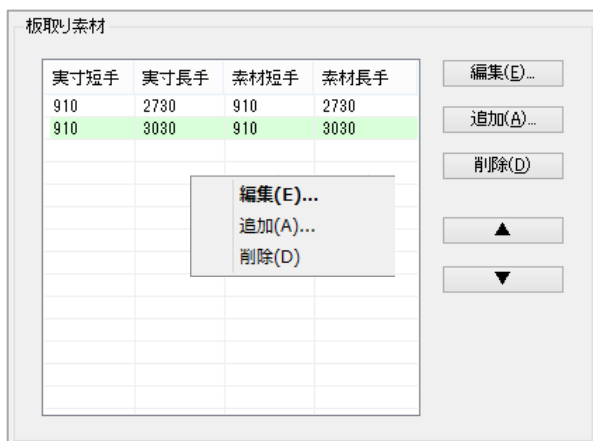 板取り素材
実寸短手 実寸長手 素材短手 素材長手
910 2730 910 2730
910 3030 910 3030
編集(E)...
追加(A)...
削除(D)
編集(E)...
追加(A)...
削除(D)
▲
▼